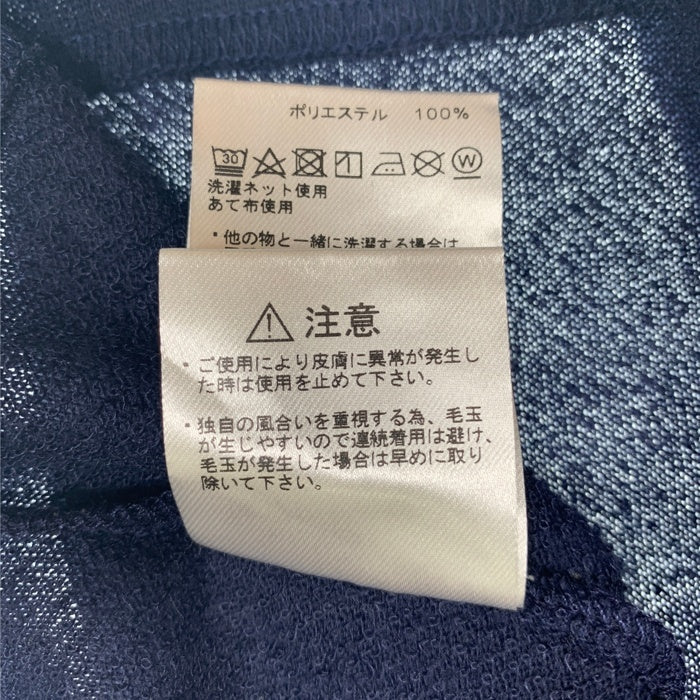 ポリエステル 100%
30
W
洗濯ネット使用
あて布使用
・他の物と一緒に洗濯する場合は
注意
・ご使用により皮膚に異常が発生し
た時は使用を止めて下さい。
・独自の風合いを重視する為、毛玉
が生じやすいので連続着用は避け、
毛玉が発生した場合は早めに取り
除いて下さい。